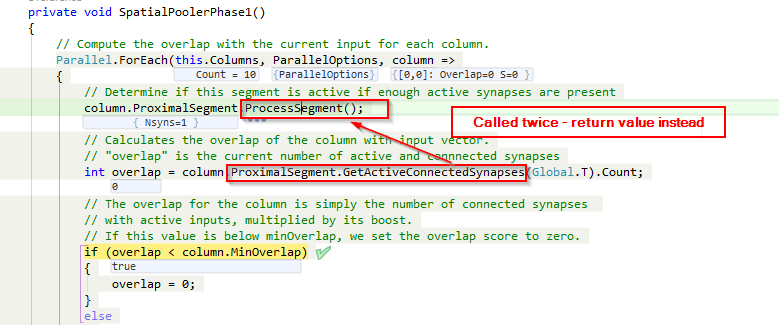 private void SpatialPoolerPhase1()
{
// Compute the overlap with the current input for each column.
Parallel.ForEach(this.Columns, ParallelOptions, column =>
Count = 10 {ParallelOptions} {[0,0]: Overlap=0 S=0 }
{
// Determine if this segment is active if enough active synapses are present
column.ProximalSegment.ProcessSegment();
{ Nsyns=1 }
Called twice - return value instead
// Calculates the overlap of the column with input vector.
// "overlap" is the current number of active and connnected synapses
int overlap = column.ProximalSegment.GetActiveConnectedSynapses(Global.T).Count;
0
// The overlap for the column is simply the number of connected synapses
// with active inputs, multiplied by its boost.
// If this value is below minOverlap, we set the overlap score to zero.
if (overlap < column.MinOverlap)
true
{
overlap = 0;
}
else